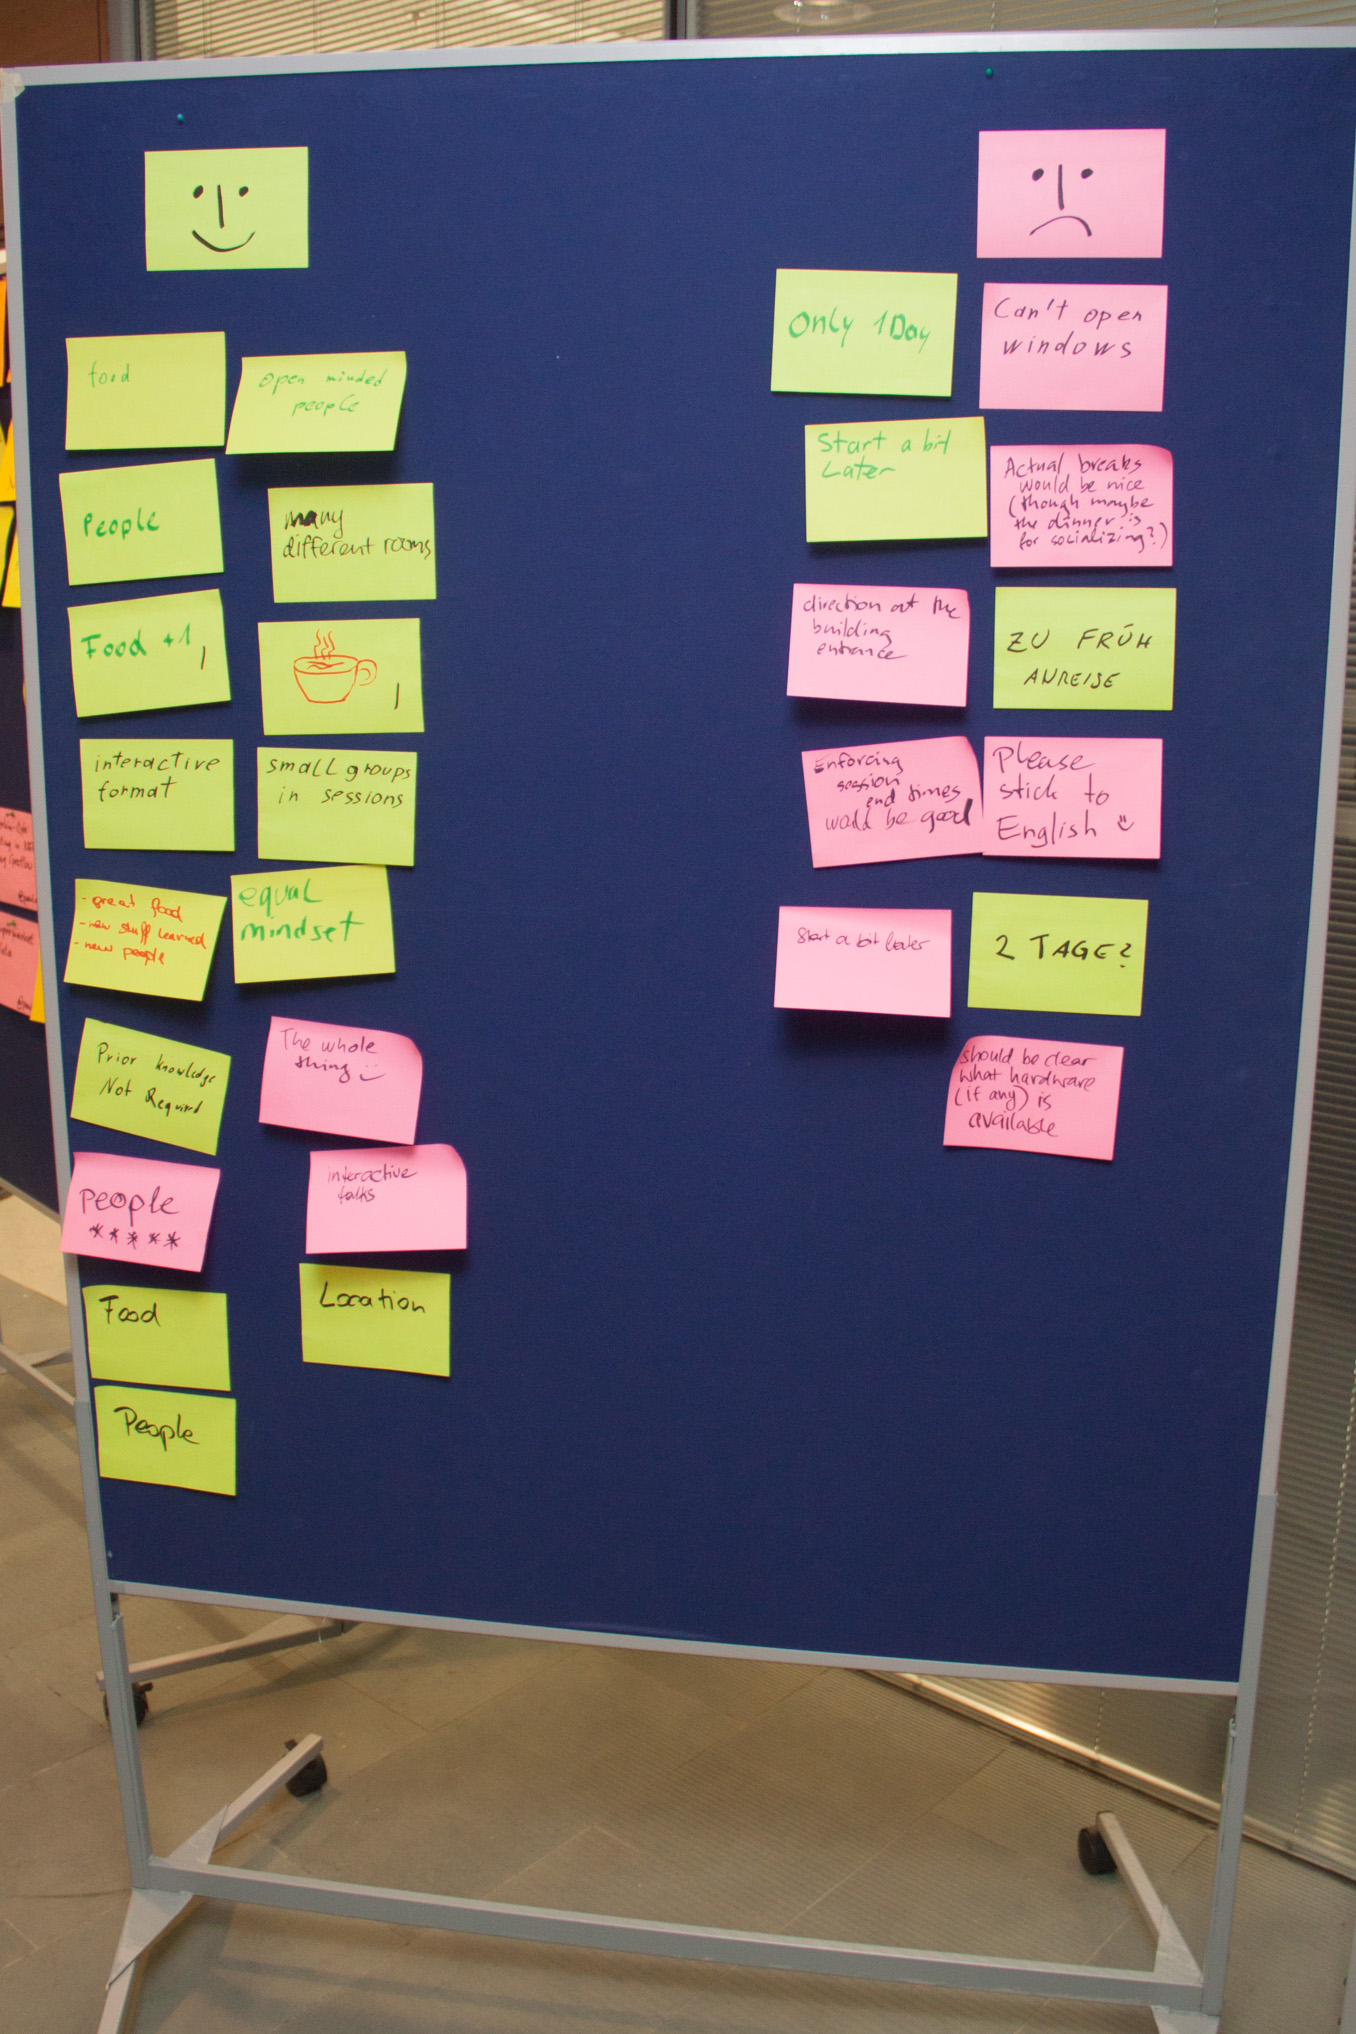 food
open minded
people
People
many
different rooms
Food +1
interactive
format
small groups
in sessions
- great food
- new stuff learned
- new people
equal
mindset
Prior knowledge
Not Required
The whole
thing
People
*****
interactive
talks
Food
Location
People
Only 1 Day
Can't open
windows
Start a bit
Later
Actual breaks
would be nice
(though maybe
the dinner is
for socializing?)
direction at the
building
entrance
ZU FRÜH
ANREISE
Enforcing
session
end times
would be good
Please
stick to
English
Start a bit later
2 TAGE?
should be clear
what hardware
(if any) is
available